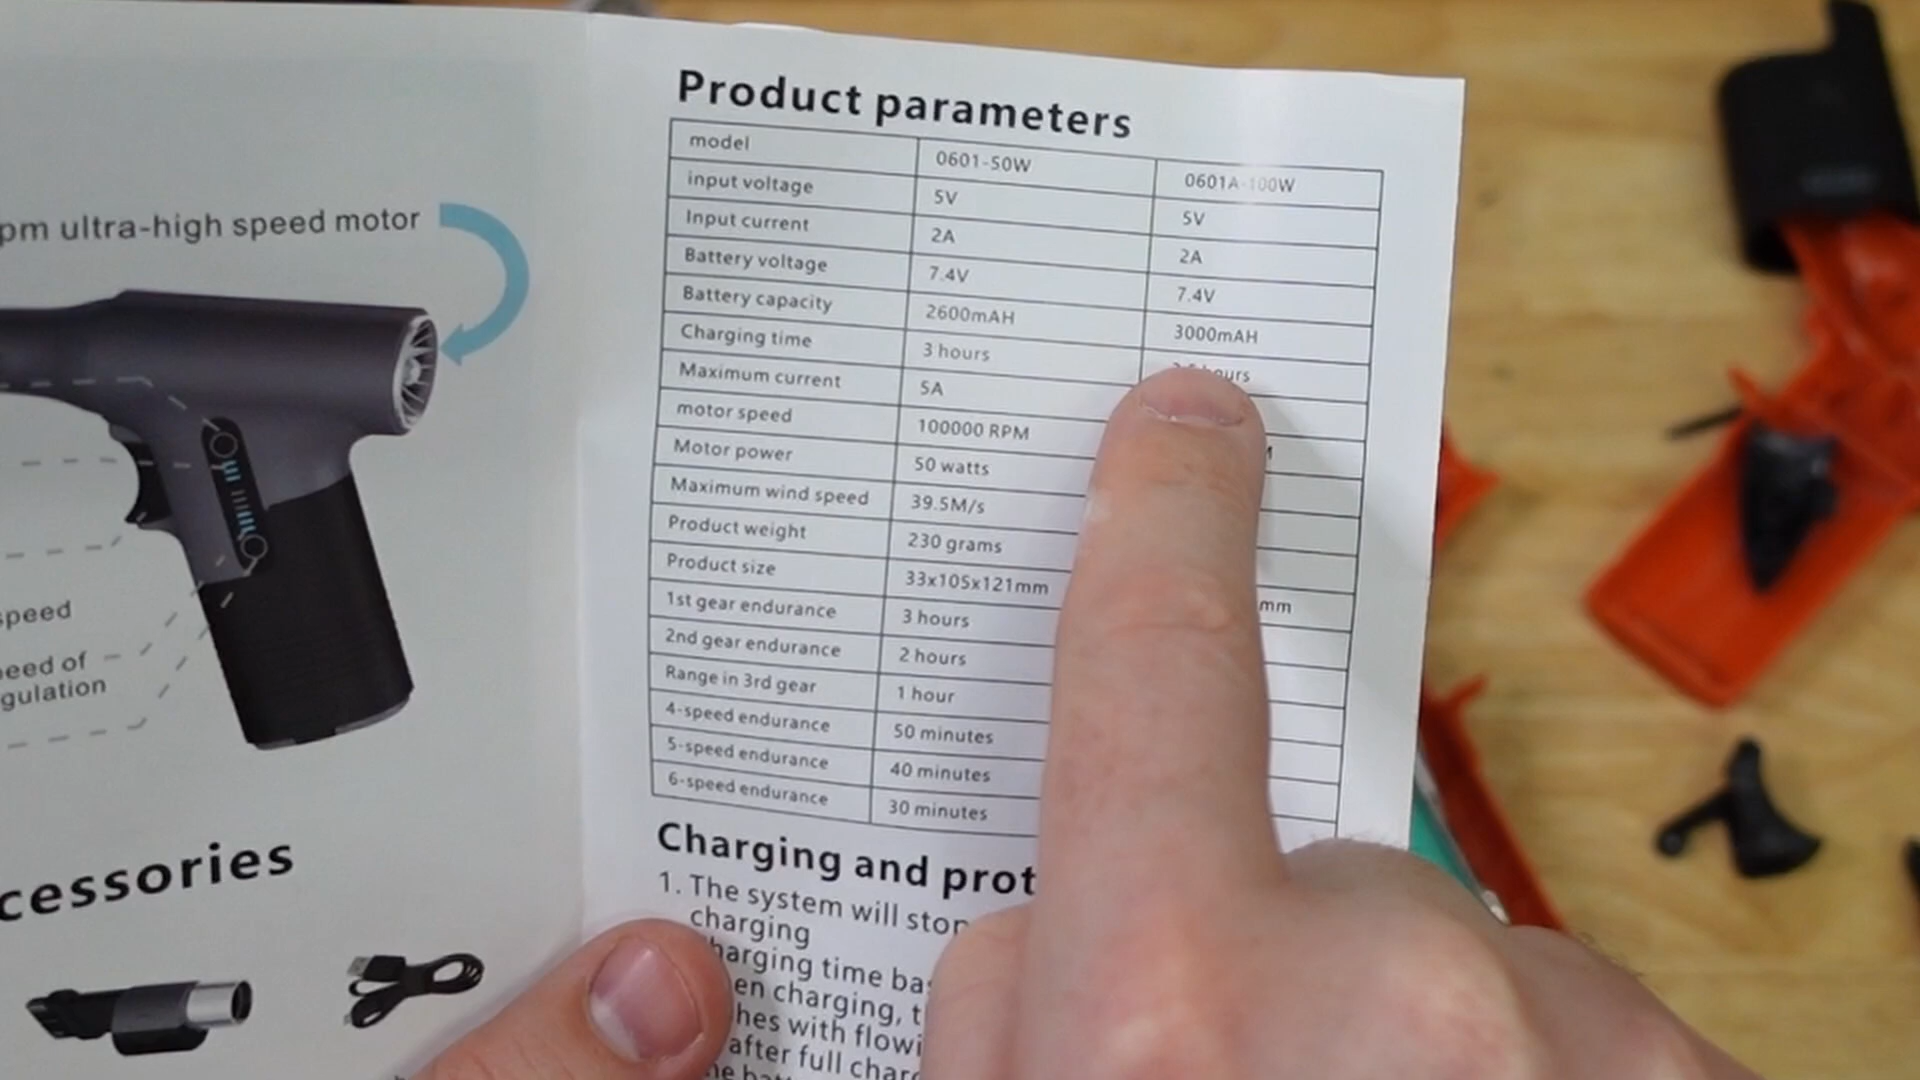 pm ultra-high speed motor
speed
eed of
gulation
cessories
Product parameters
model 0601-50W 0601A-100W
input voltage 5V 5V
Input current 2A 2A
Battery voltage 7.4V 7.4V
Battery capacity 2600mAH 3000mAH
Charging time 3 hours hours
Maximum current 5A
motor speed 100000 RPM M
Motor power 50 watts
Maximum wind speed 39.5M/s
Product weight 230 grams
Product size 33x105x121mm mm
1st gear endurance 3 hours
2nd gear endurance 2 hours
Range in 3rd gear 1 hour
4-speed endurance 50 minutes
5-speed endurance 40 minutes
6-speed endurance 30 minutes
Charging and prot
1. The system will stop
charging
harging time bas
en charging, t
hes with flowi
after full char